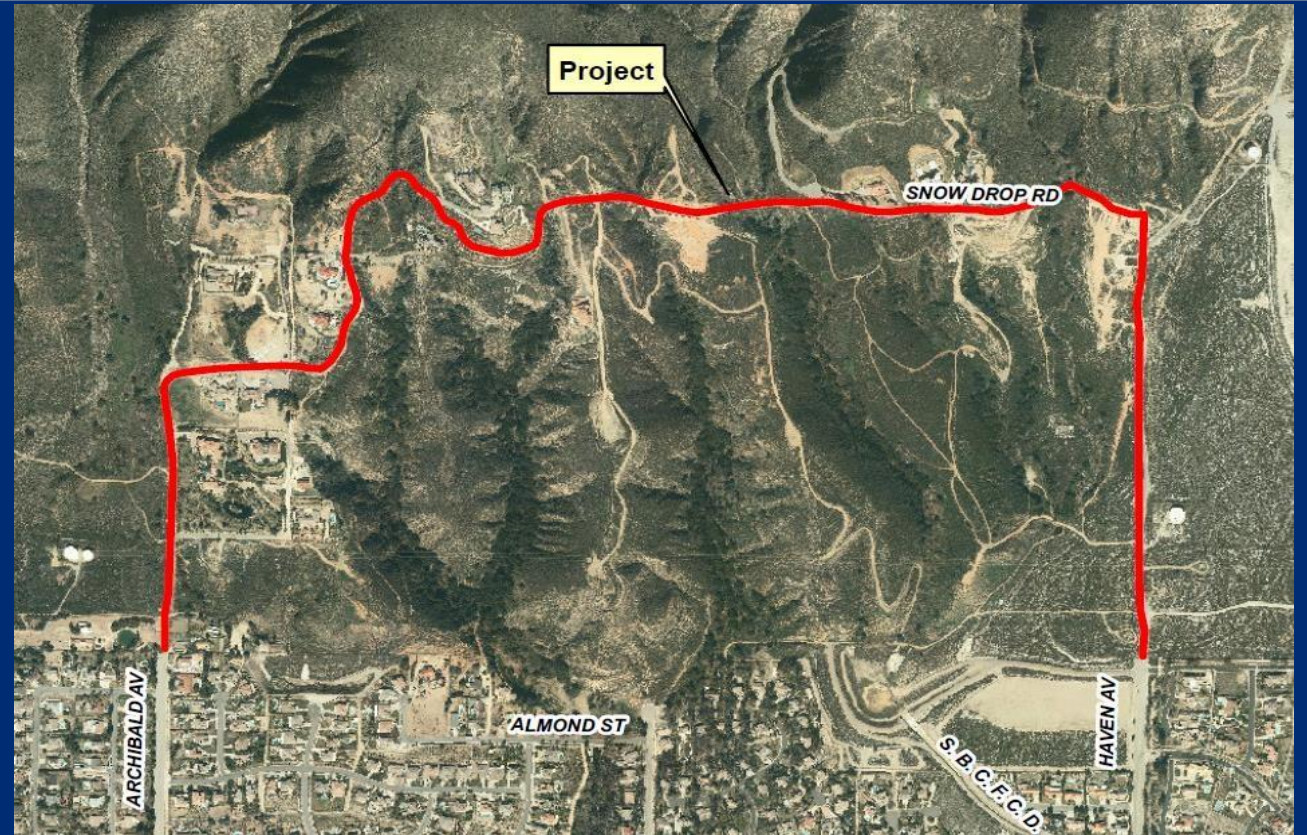 Project
SNOW DROP RD
ALMOND ST
ARCHIBALD AV
HAVEN AV
S. B. C. F. C. D.